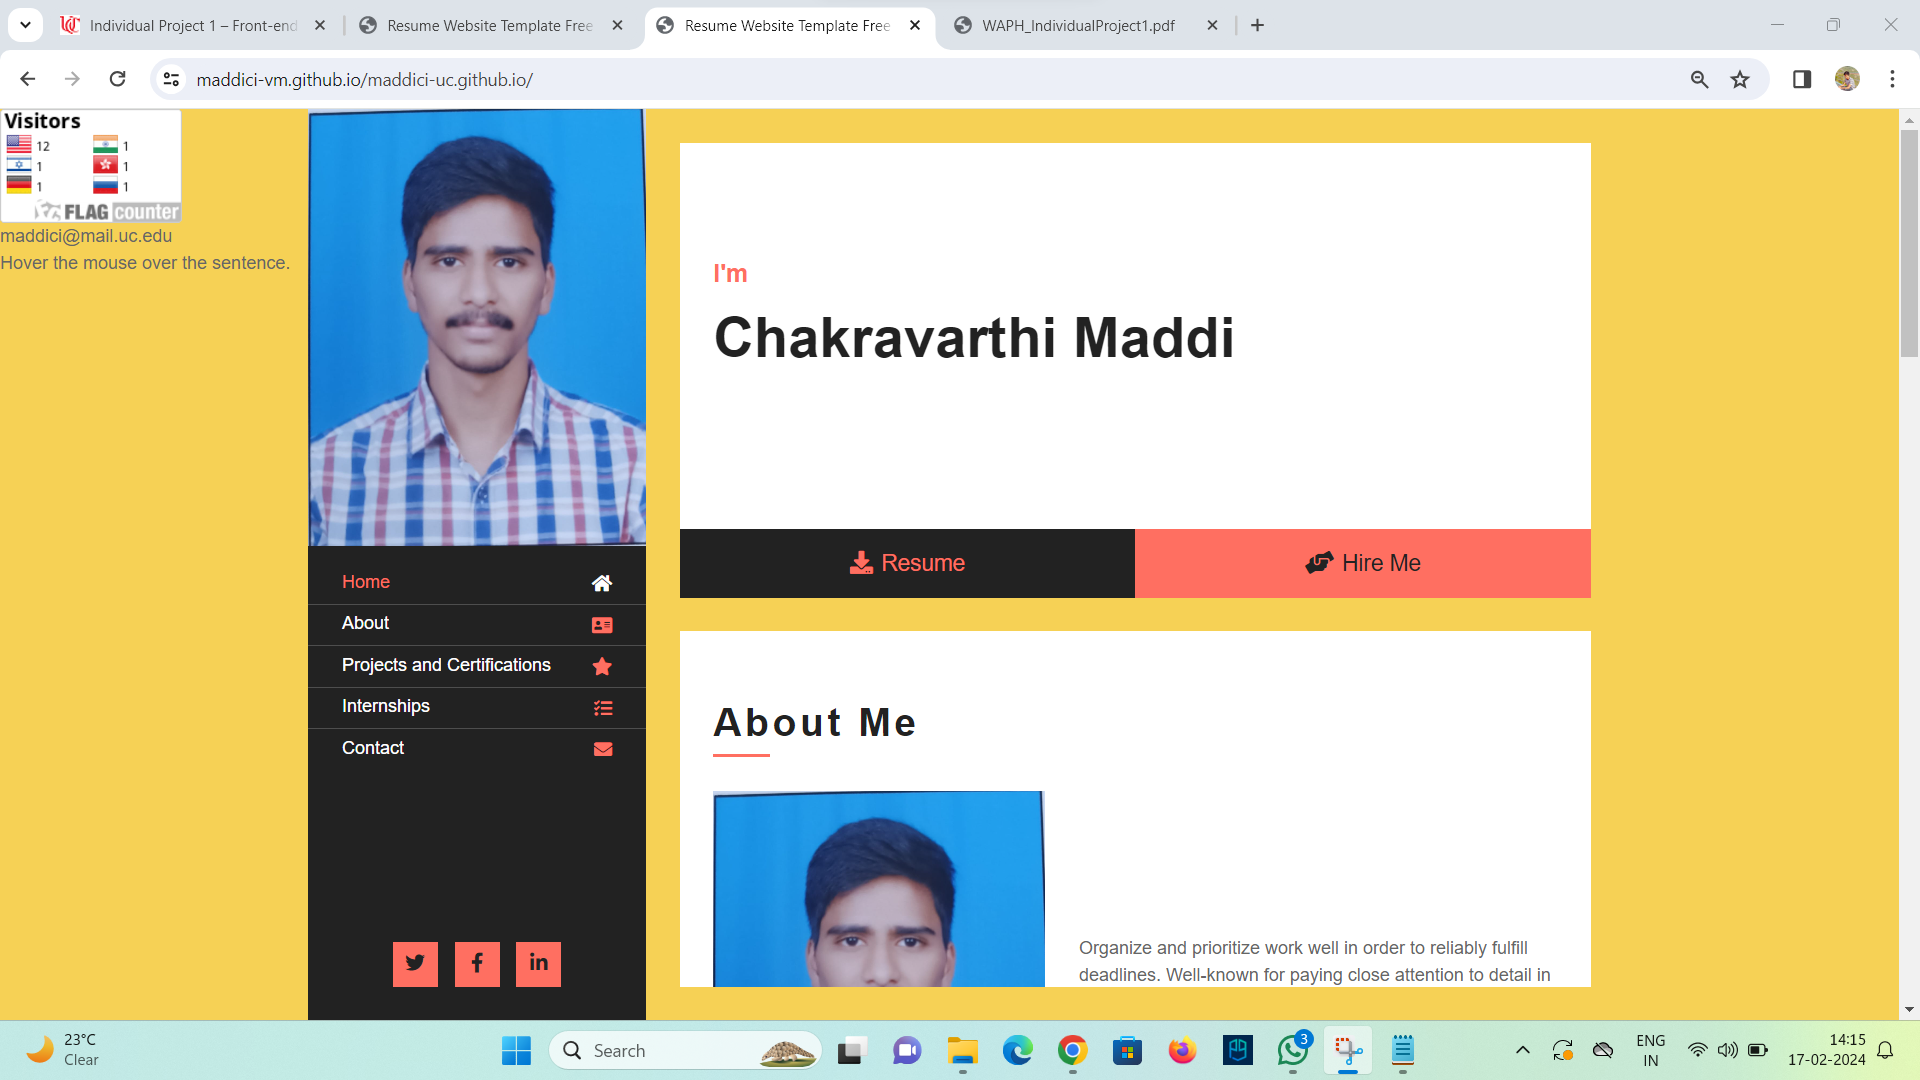 Individual Project 1 – Front-end
Resume Website Template Free
Resume Website Template Free
WAPH_IndividualProject1.pdf
maddici-vm.github.io/maddici-uc.github.io/
Visitors
12 1
1 1
1 1
FLAG counter
maddici@mail.uc.edu
Hover the mouse over the sentence.
Home
About
Projects and Certifications
Internships
Contact
I'm
Chakravarthi Maddi
Resume
Hire Me
About Me
Organize and prioritize work well in order to reliably fulfill
deadlines. Well-known for paying close attention to detail in
23°C
Clear
Search
3
ENG
IN
14:15
17-02-2024